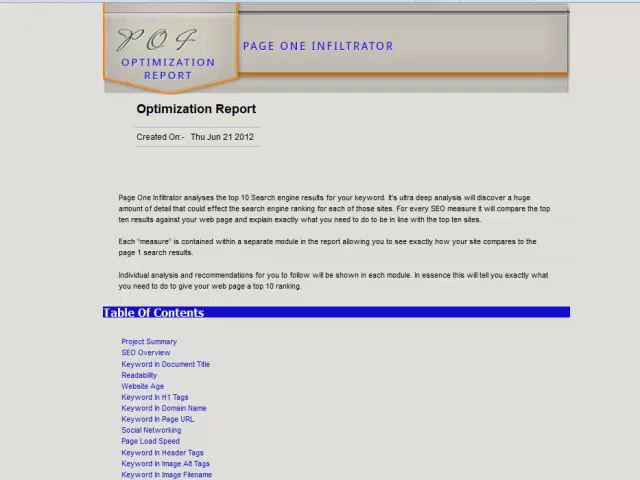 POI
OPTIMIZATION
REPORT
PAGE ONE INFILTRATOR
Optimization Report
Created On:- Thu Jun 21 2012
Page One Infiltrator analyses the top 10 Search engine results for your keyword. It's utra deep analysis will discover a huge
amount of detail that could effect the search engine ranking for each of those sites. For every SEO measure it will compare the top
ten results against your web page and explain exactly what you need to do to be in line with the top ten sites.
Each "measure" is contained within a separate module in the report allowing you to see exactly how your site compares to the
page 1 search results.
Individual analysis and recommendations for you to follow will be shown in each module. In essence this will tell you exactly what
you need to do to give your web page a top 10 ranking.
Table Of Contents
Project Summary
SEO Overview
Keyword In Document Title
Readability
Website Age
Keyword In H1 Tags
Keyword In Domain Name
Keyword In Page URL
Social Networking
Page Load Speed
Keyword In Header Tags
Keyword In Image Alt Tags
Keyword In Image Filename